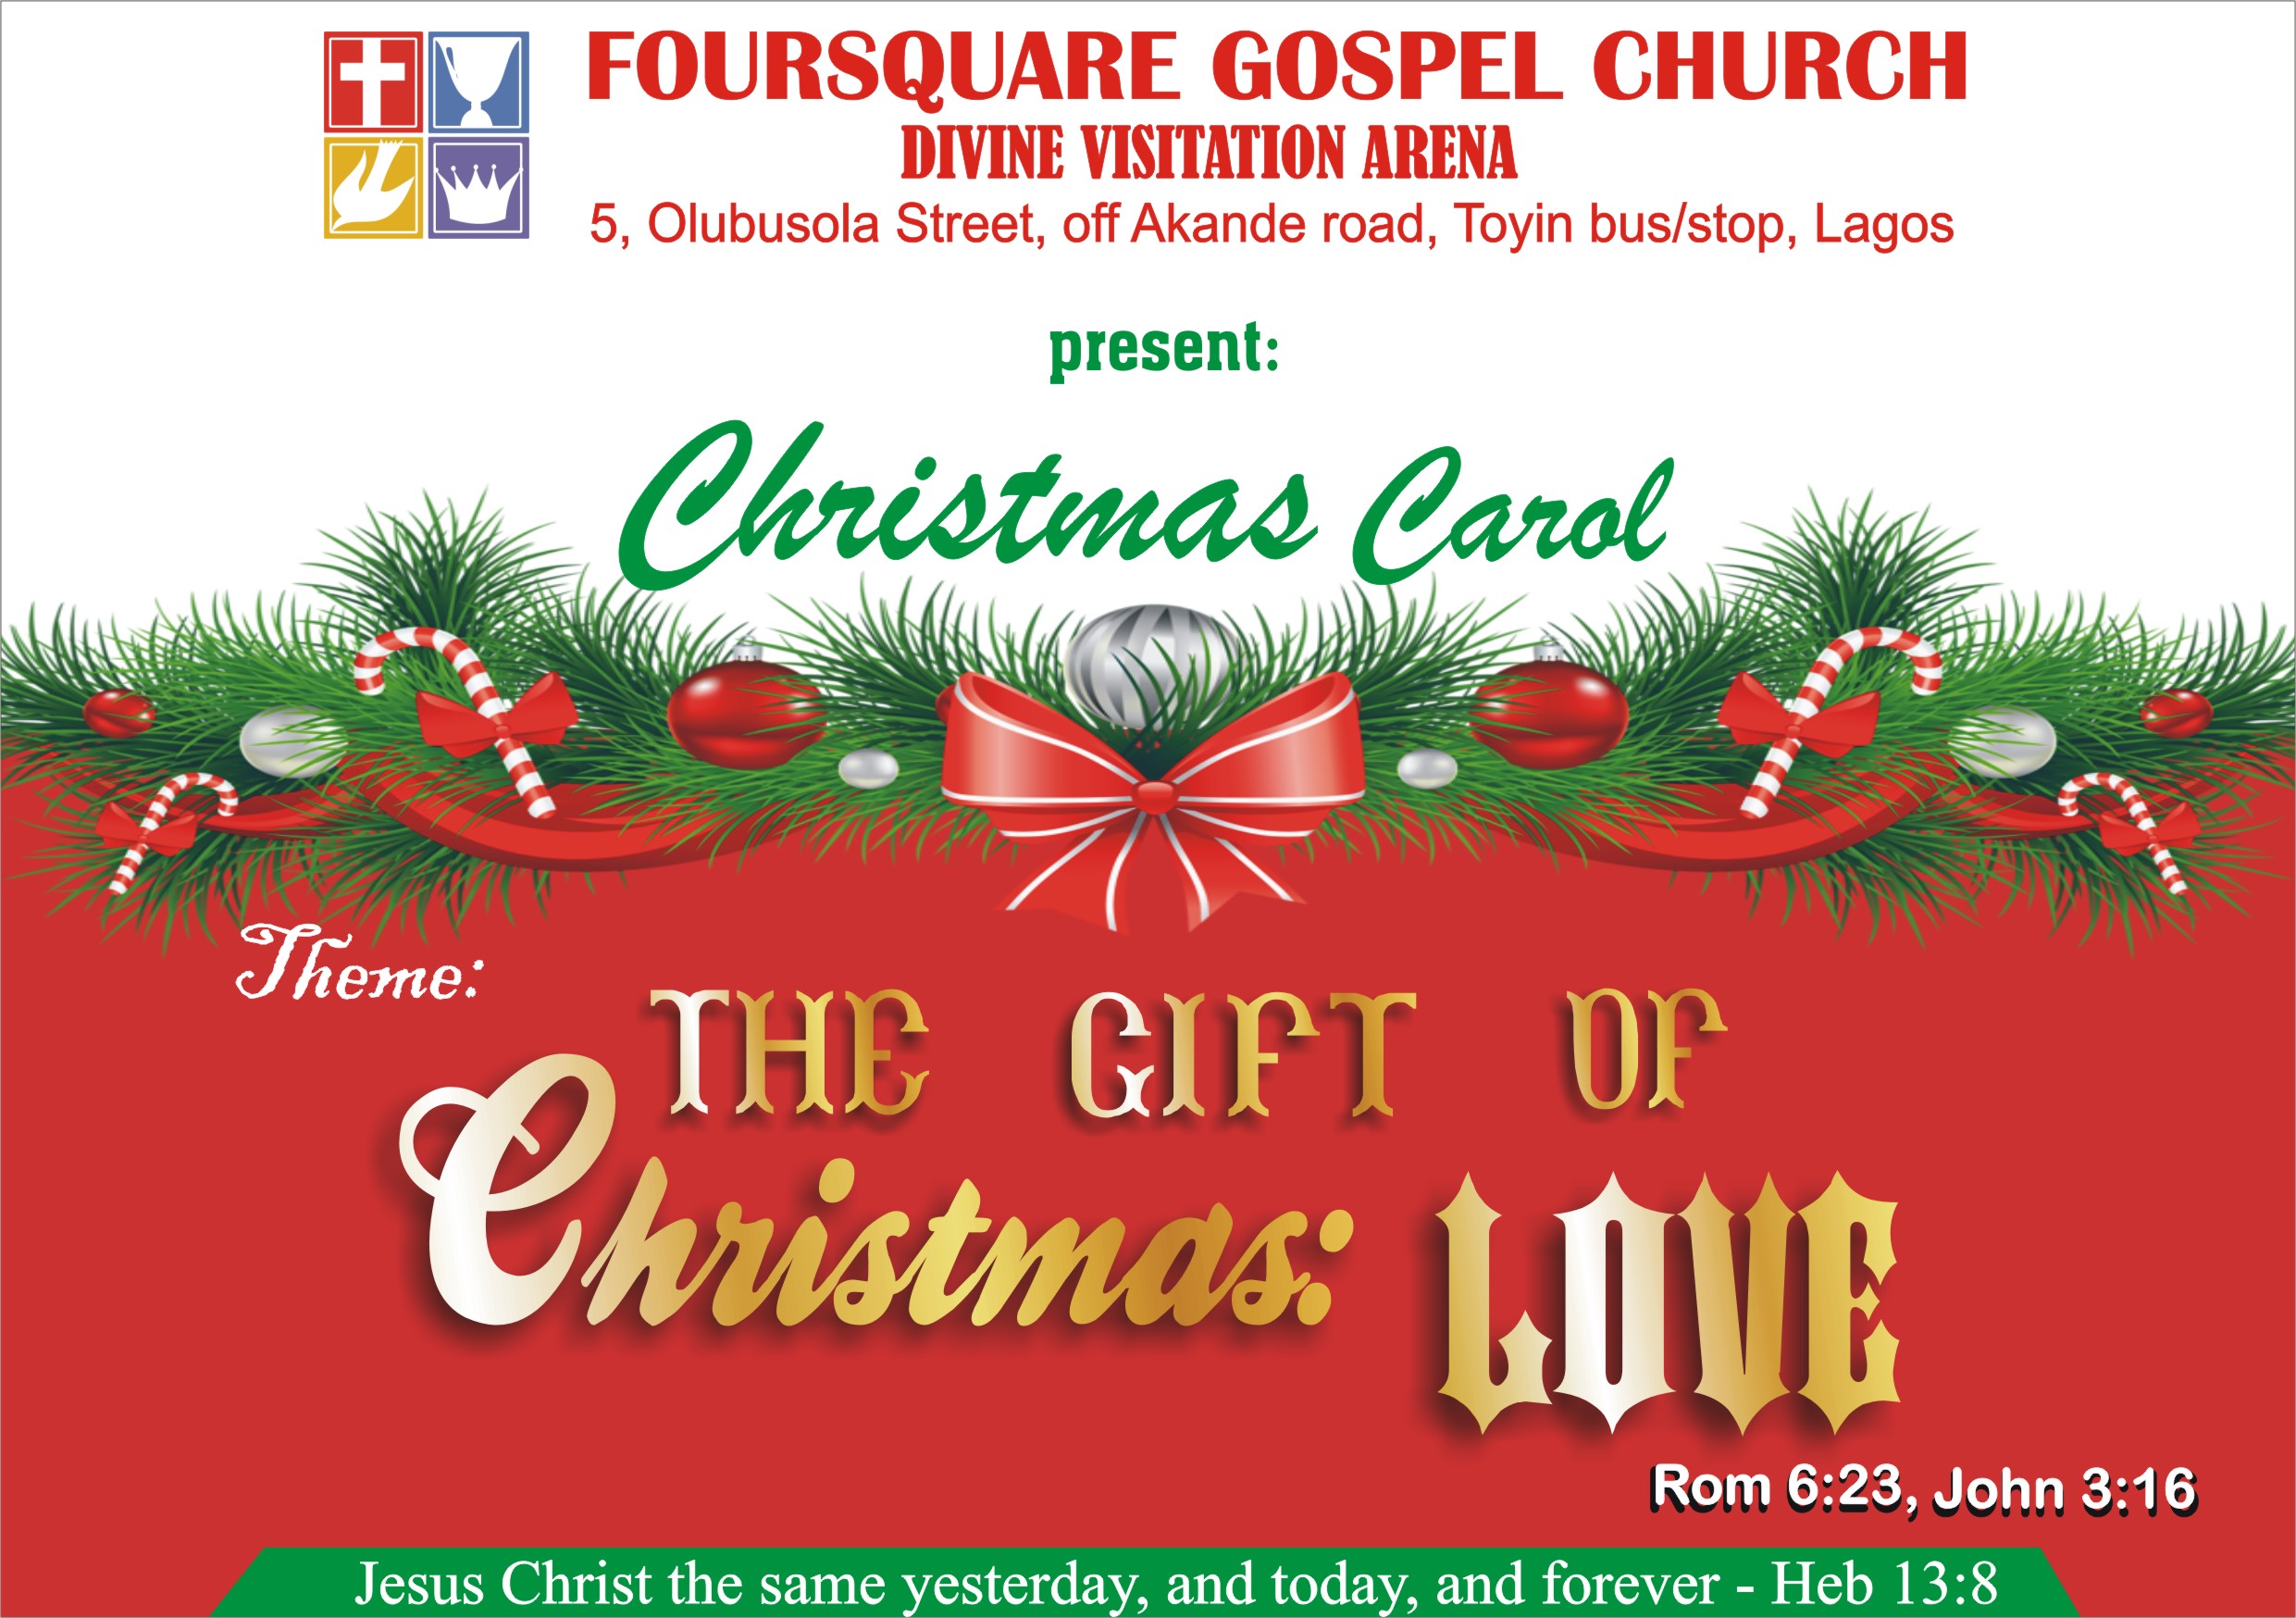 FOURSQUARE GOSPEL CHURCH
DIVINE VISITATION ARENA
5, Olubusola Street, off Akande road, Toyin bus/stop, Lagos
present:
Christmas Carol
Theme:
THE GIFT OF
Christmas: LOVE
Rom 6:23, John 3:16
Jesus Christ the same yesterday, and today, and forever - Heb 13:8